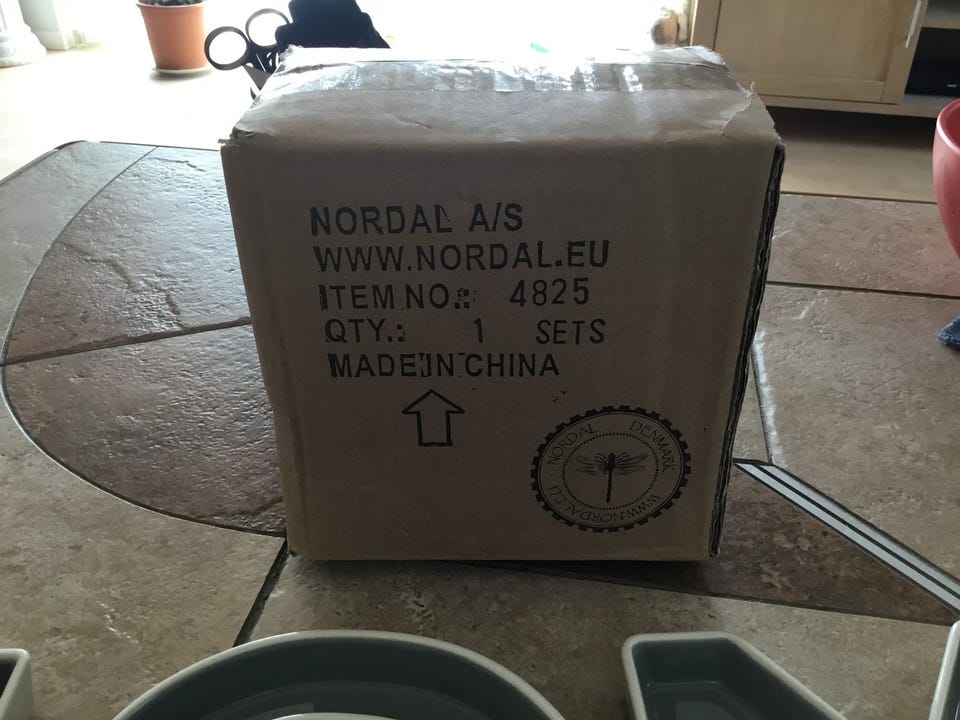 NORDAL A/S
WWW.NORDAL.EU
ITEM NO.: 4825
QTY.: 1 SETS
MADE IN CHINA
NORDAL DENMARK
WWW.NORDAL.EU